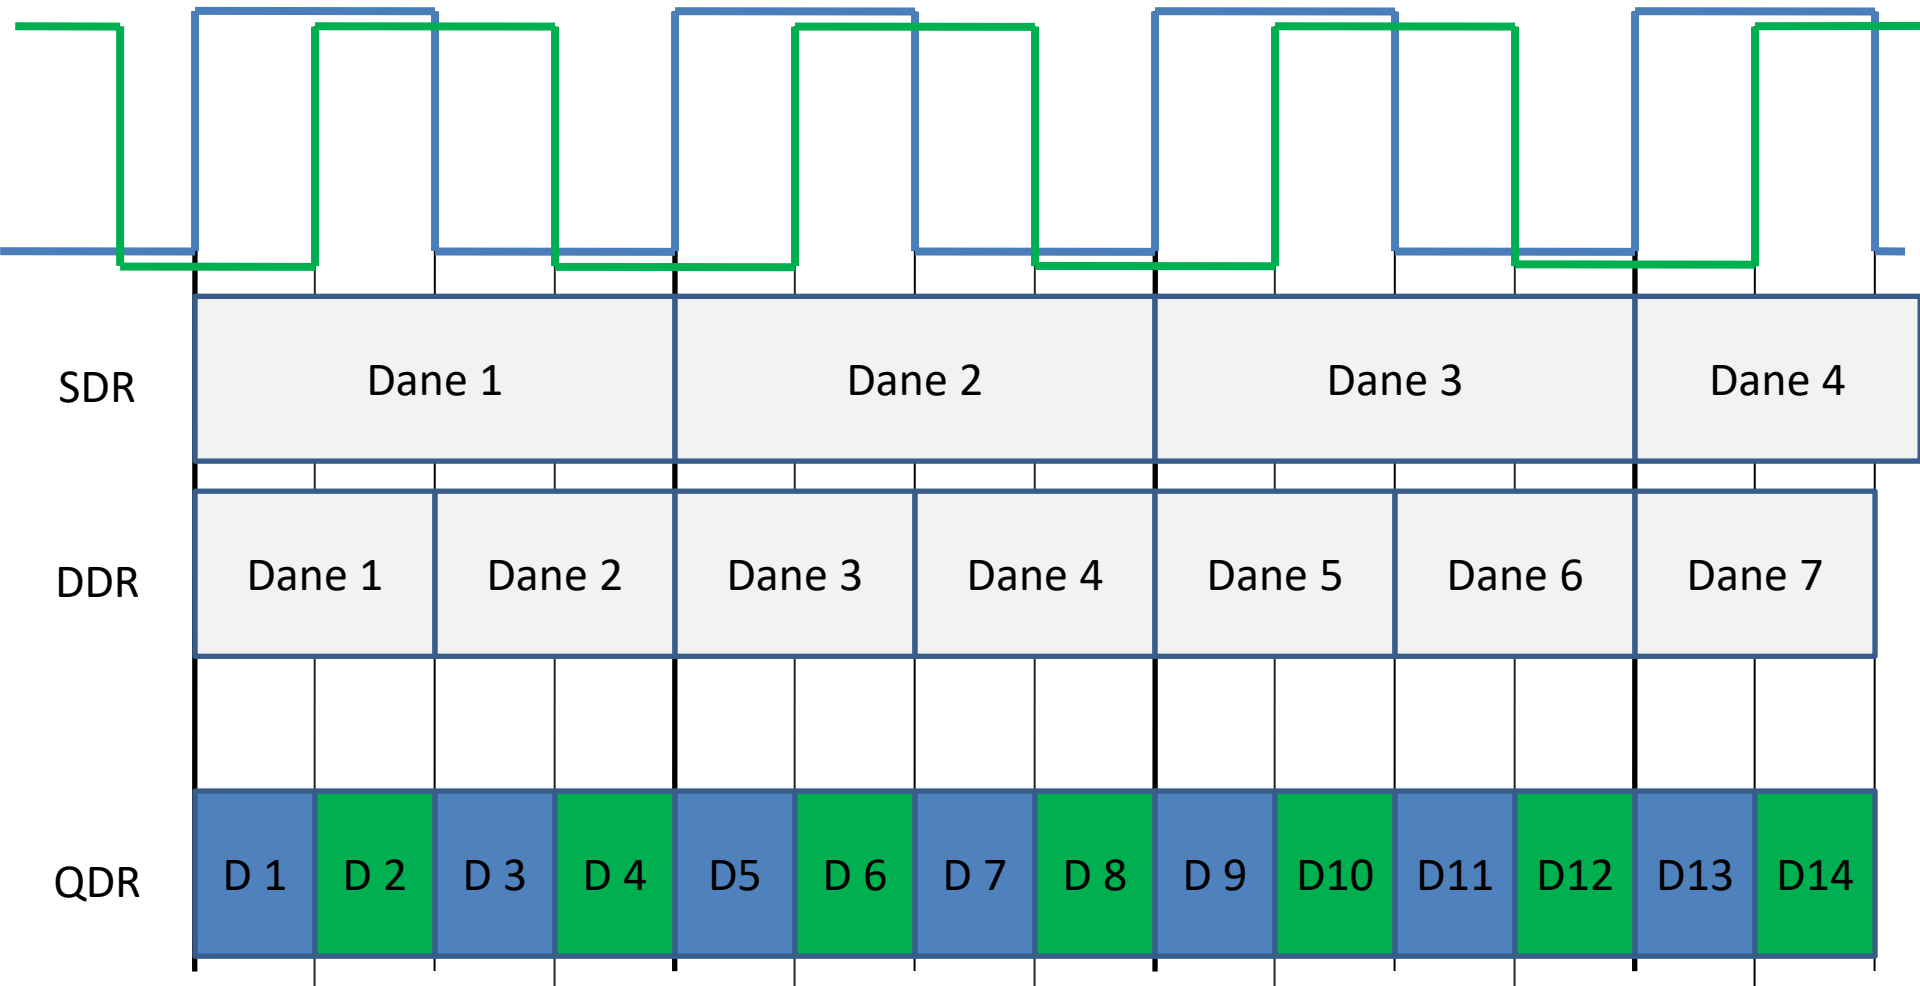 SDR Dane 1 Dane 2 Dane 3 Dane 4
DDR Dane 1 Dane 2 Dane 3 Dane 4 Dane 5 Dane 6 Dane 7
QDR D 1 D 2 D 3 D 4 D5 D 6 D 7 D 8 D 9 D10 D11 D12 D13 D14